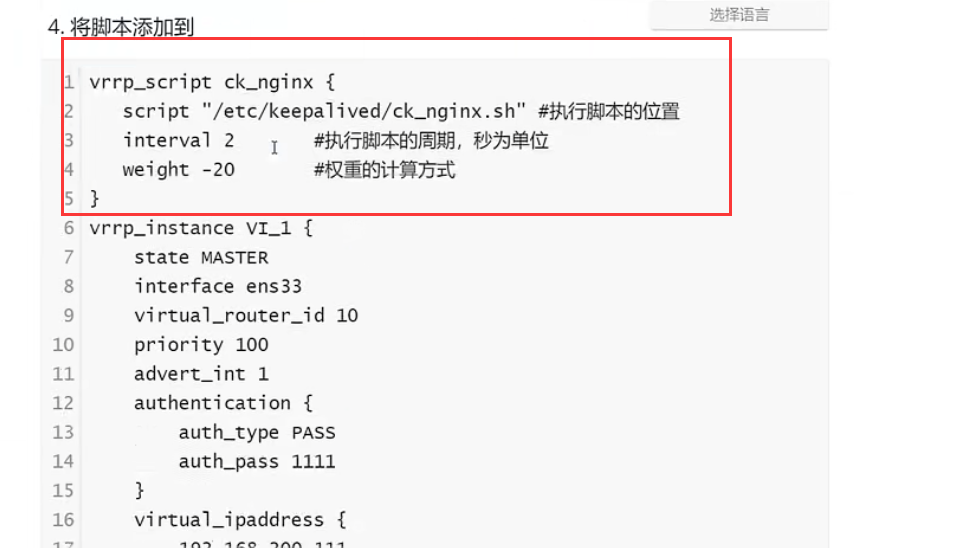 4. 将脚本添加到
选择语言
1 vrrp_script ck_nginx {
2 script "/etc/keepalived/ck_nginx.sh" #执行脚本的位置
3 interval 2 #执行脚本的周期，秒为单位
4 weight -20 #权重的计算方式
5 }
6 vrrp_instance VI_1 {
7 state MASTER
8 interface ens33
9 virtual_router_id 10
10 priority 100
11 advert_int 1
12 authentication {
13 auth_type PASS
14 auth_pass 1111
15 }
16 virtual_ipaddress {
17 192.168.200.111